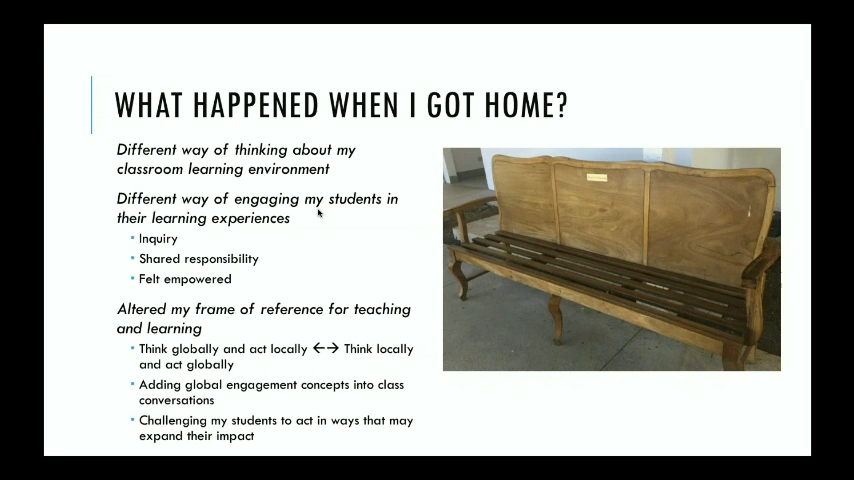 WHAT HAPPENED WHEN I GOT HOME?
Different way of thinking about my
classroom learning environment
Different way of engaging my students in
their learning experiences
▪ Inquiry
▪ Shared responsibility
▪ Felt empowered
Altered my frame of reference for teaching
and learning
▪ Think globally and act locally ←→ Think locally
and act globally
▪ Adding global engagement concepts into class
conversations
▪ Challenging my students to act in ways that may
expand their impact